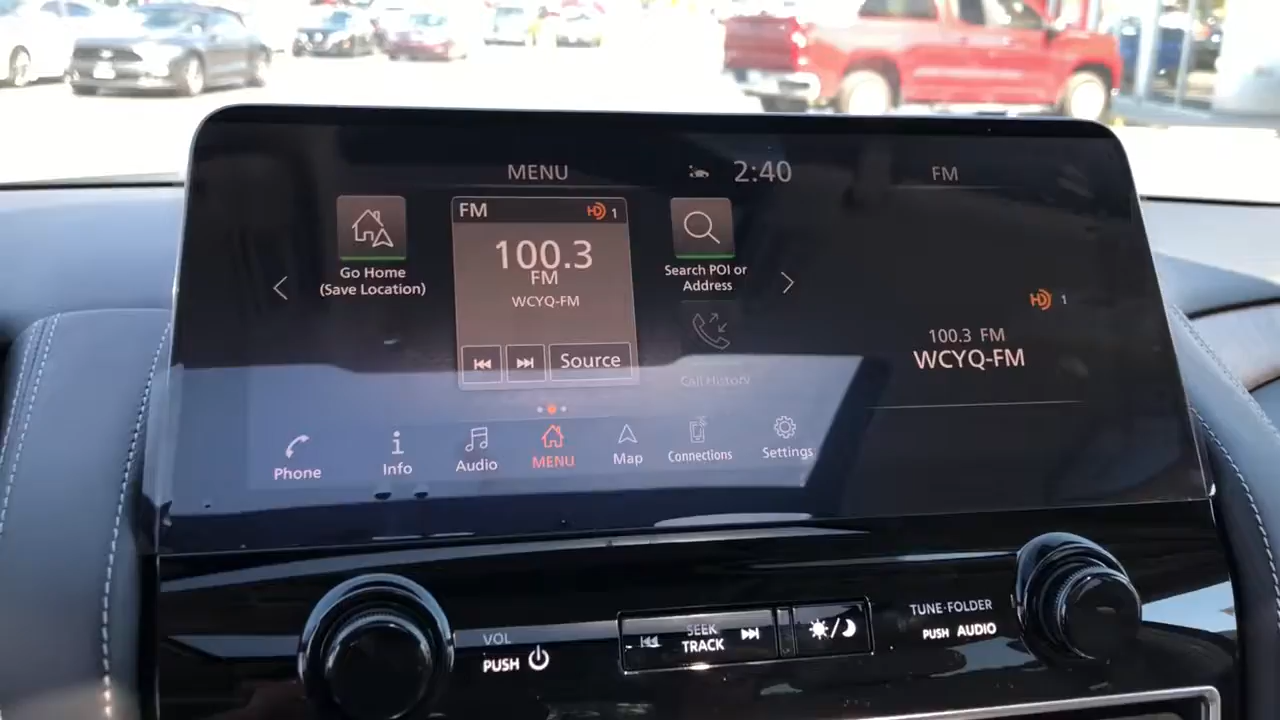 MENU
2:40
FM
Go Home
(Save Location)
FM
HD 1
100.3
FM
WCYQ-FM
Source
Search POI or
Address
Call History
HD 1
100.3 FM
WCYQ-FM
Phone
Info
Audio
MENU
Map
Connections
Settings
VOL
PUSH
SEEK
TRACK
TUNE·FOLDER
PUSH AUDIO